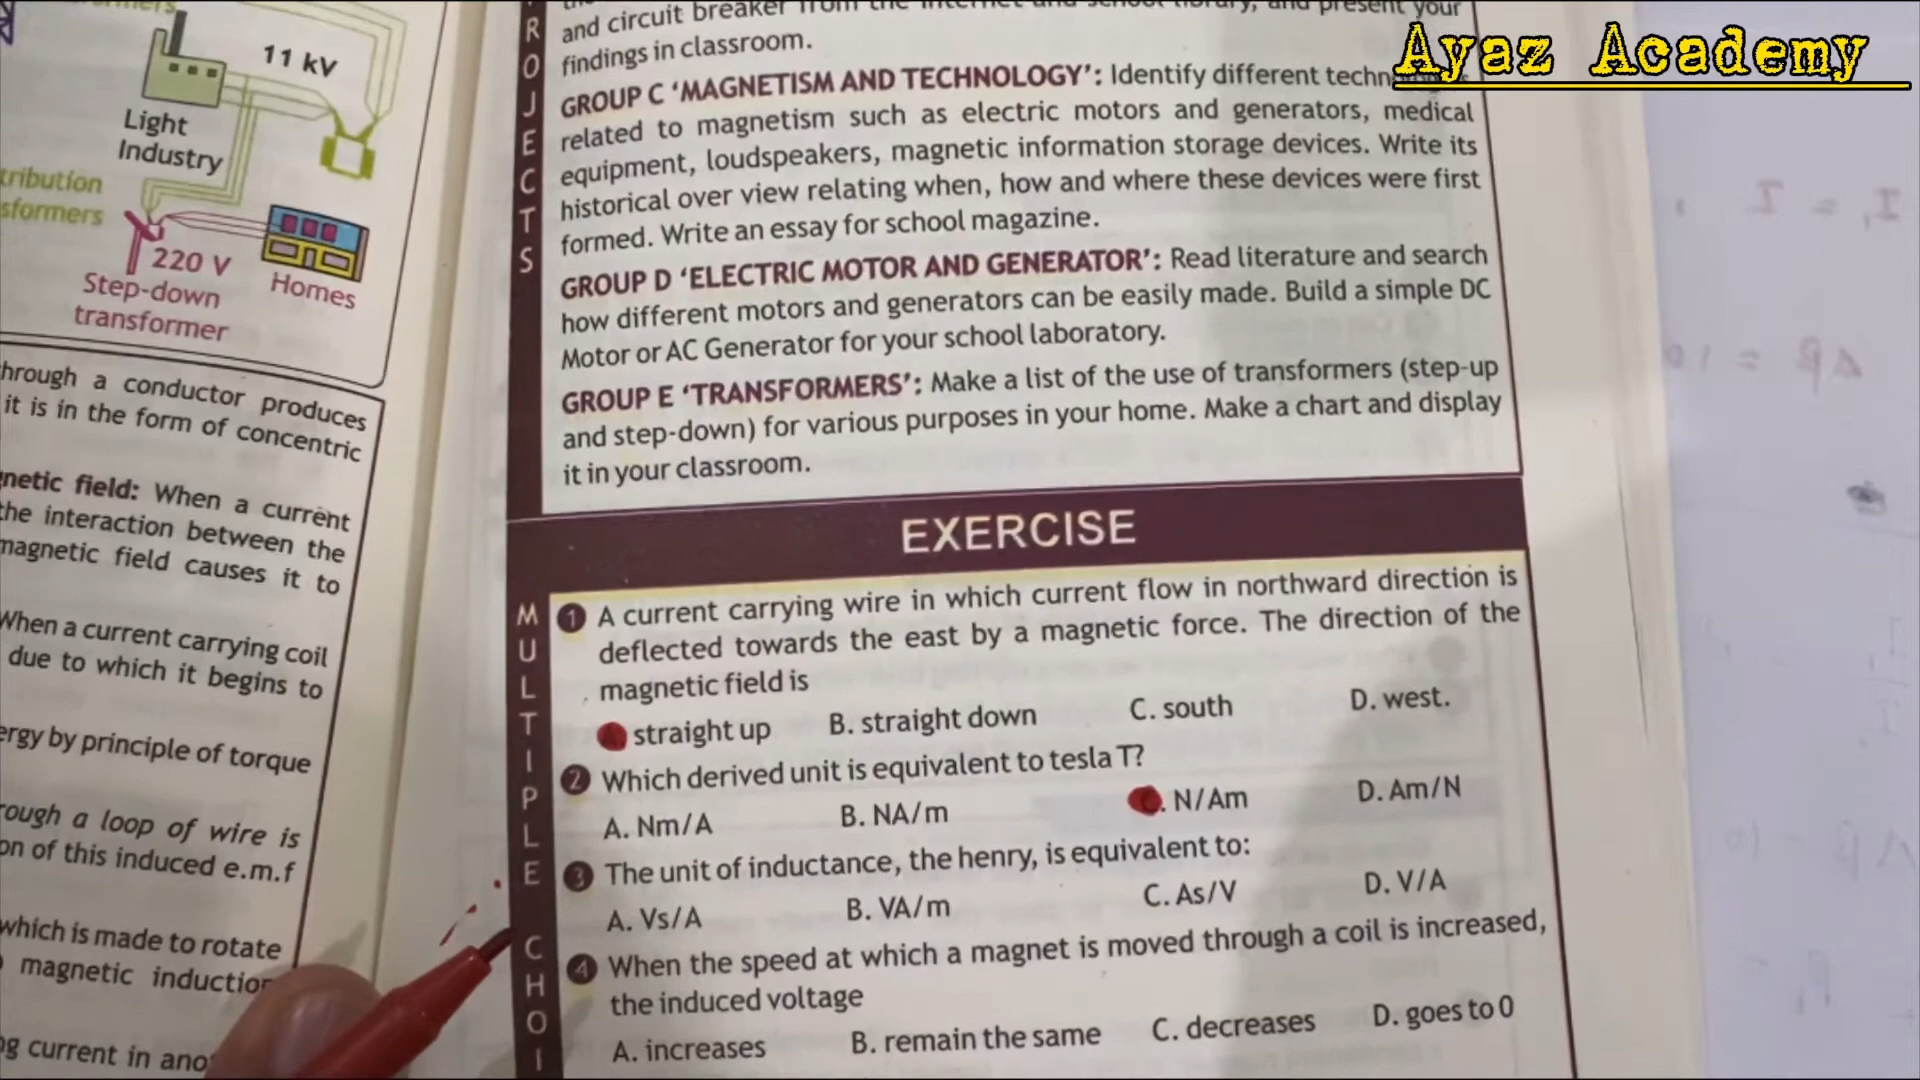 Ayaz Academy
11 kV
Light
Industry
tribution
sformers
220 V
Step-down
transformer
Homes
hrough a conductor produces
it is in the form of concentric
netic field: When a current
the interaction between the
magnetic field causes it to
When a current carrying coil
due to which it begins to
ergy by principle of torque
rough a loop of wire is
on of this induced e.m.f
which is made to rotate
magnetic induction
g current in ano
ROJECTS
and circuit breaker from the internet and school library, and present your
findings in classroom.
GROUP C ‘MAGNETISM AND TECHNOLOGY’: Identify different techn
related to magnetism such as electric motors and generators, medical
equipment, loudspeakers, magnetic information storage devices. Write its
historical over view relating when, how and where these devices were first
formed. Write an essay for school magazine.
GROUP D ‘ELECTRIC MOTOR AND GENERATOR’: Read literature and search
how different motors and generators can be easily made. Build a simple DC
Motor or AC Generator for your school laboratory.
GROUP E ‘TRANSFORMERS’: Make a list of the use of transformers (step-up
and step-down) for various purposes in your home. Make a chart and display
it in your classroom.
EXERCISE
MULTIPLE CHOI
1 A current carrying wire in which current flow in northward direction is
deflected towards the east by a magnetic force. The direction of the
magnetic field is
straight up B. straight down C. south D. west.
2 Which derived unit is equivalent to tesla T?
A. Nm/A B. NA/m C. N/Am D. Am/N
3 The unit of inductance, the henry, is equivalent to:
A. Vs/A B. VA/m C. As/V D. V/A
4 When the speed at which a magnet is moved through a coil is increased,
the induced voltage
A. increases B. remain the same C. decreases D. goes to 0